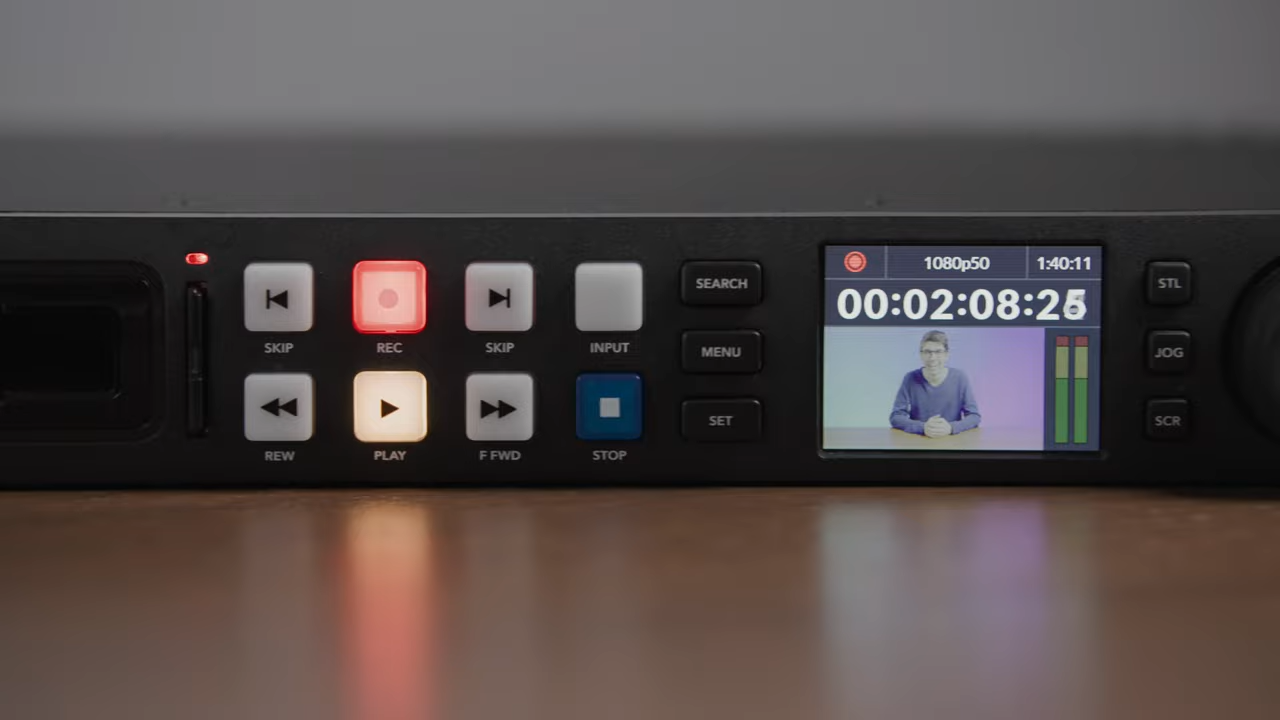 SKIP REC SKIP INPUT
REW PLAY F FWD STOP
SEARCH
MENU
SET
1080p50 1:40:11
STL
JOG
SCR